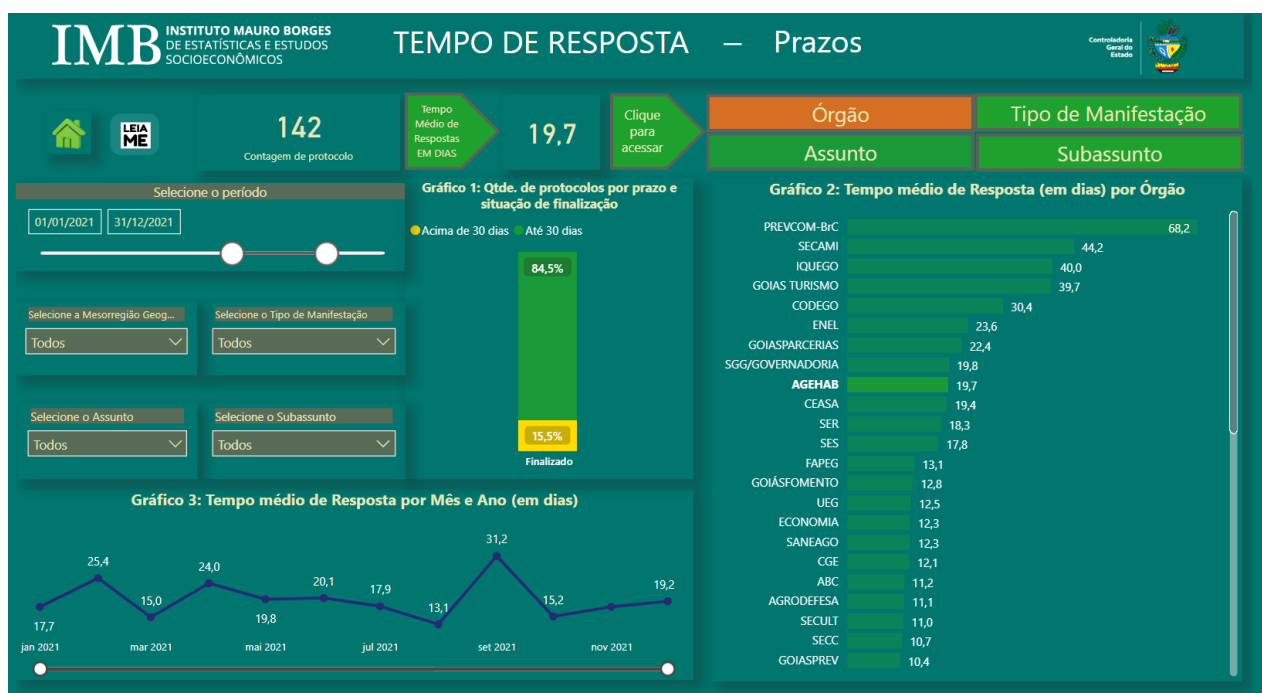 IMB
INSTITUTO MAURO BORGES
DE ESTATÍSTICAS E ESTUDOS
SOCIOECONÔMICOS
TEMPO DE RESPOSTA – Prazos
Controladoria
Geral do
Estado
LEIA
ME
142
Contagem de protocolo
Tempo
Médio de
Respostas
EM DIAS
19,7
Clique
para
acessar
Órgão
Tipo de Manifestação
Assunto
Subassunto
Selecione o período
01/01/2021 31/12/2021
Selecione a Mesorregião Geog...
Todos
Selecione o Tipo de Manifestação
Todos
Selecione o Assunto
Todos
Selecione o Subassunto
Todos
Gráfico 1: Qtde. de protocolos por prazo e
situação de finalização
Acima de 30 dias Até 30 dias
84,5%
15,5%
Finalizado
Gráfico 2: Tempo médio de Resposta (em dias) por Órgão
PREVCOM-BrC 68,2
SECAMI 44,2
IQUEGO 40,0
GOIAS TURISMO 39,7
CODEGO 30,4
ENEL 23,6
GOIASPARCERIAS 22,4
SGG/GOVERNADORIA 19,8
AGEHAB 19,7
CEASA 19,4
SER 18,3
SES 17,8
FAPEG 13,1
GOIÁSFOMENTO 12,8
UEG 12,5
ECONOMIA 12,3
SANEAGO 12,3
CGE 12,1
ABC 11,2
AGRODEFESA 11,1
SECULT 11,0
SECC 10,7
GOIASPREV 10,4
Gráfico 3: Tempo médio de Resposta por Mês e Ano (em dias)
17,7
25,4
15,0
24,0
19,8
20,1
17,9
13,1
31,2
15,2
19,2
jan 2021 mar 2021 mai 2021 jul 2021 set 2021 nov 2021